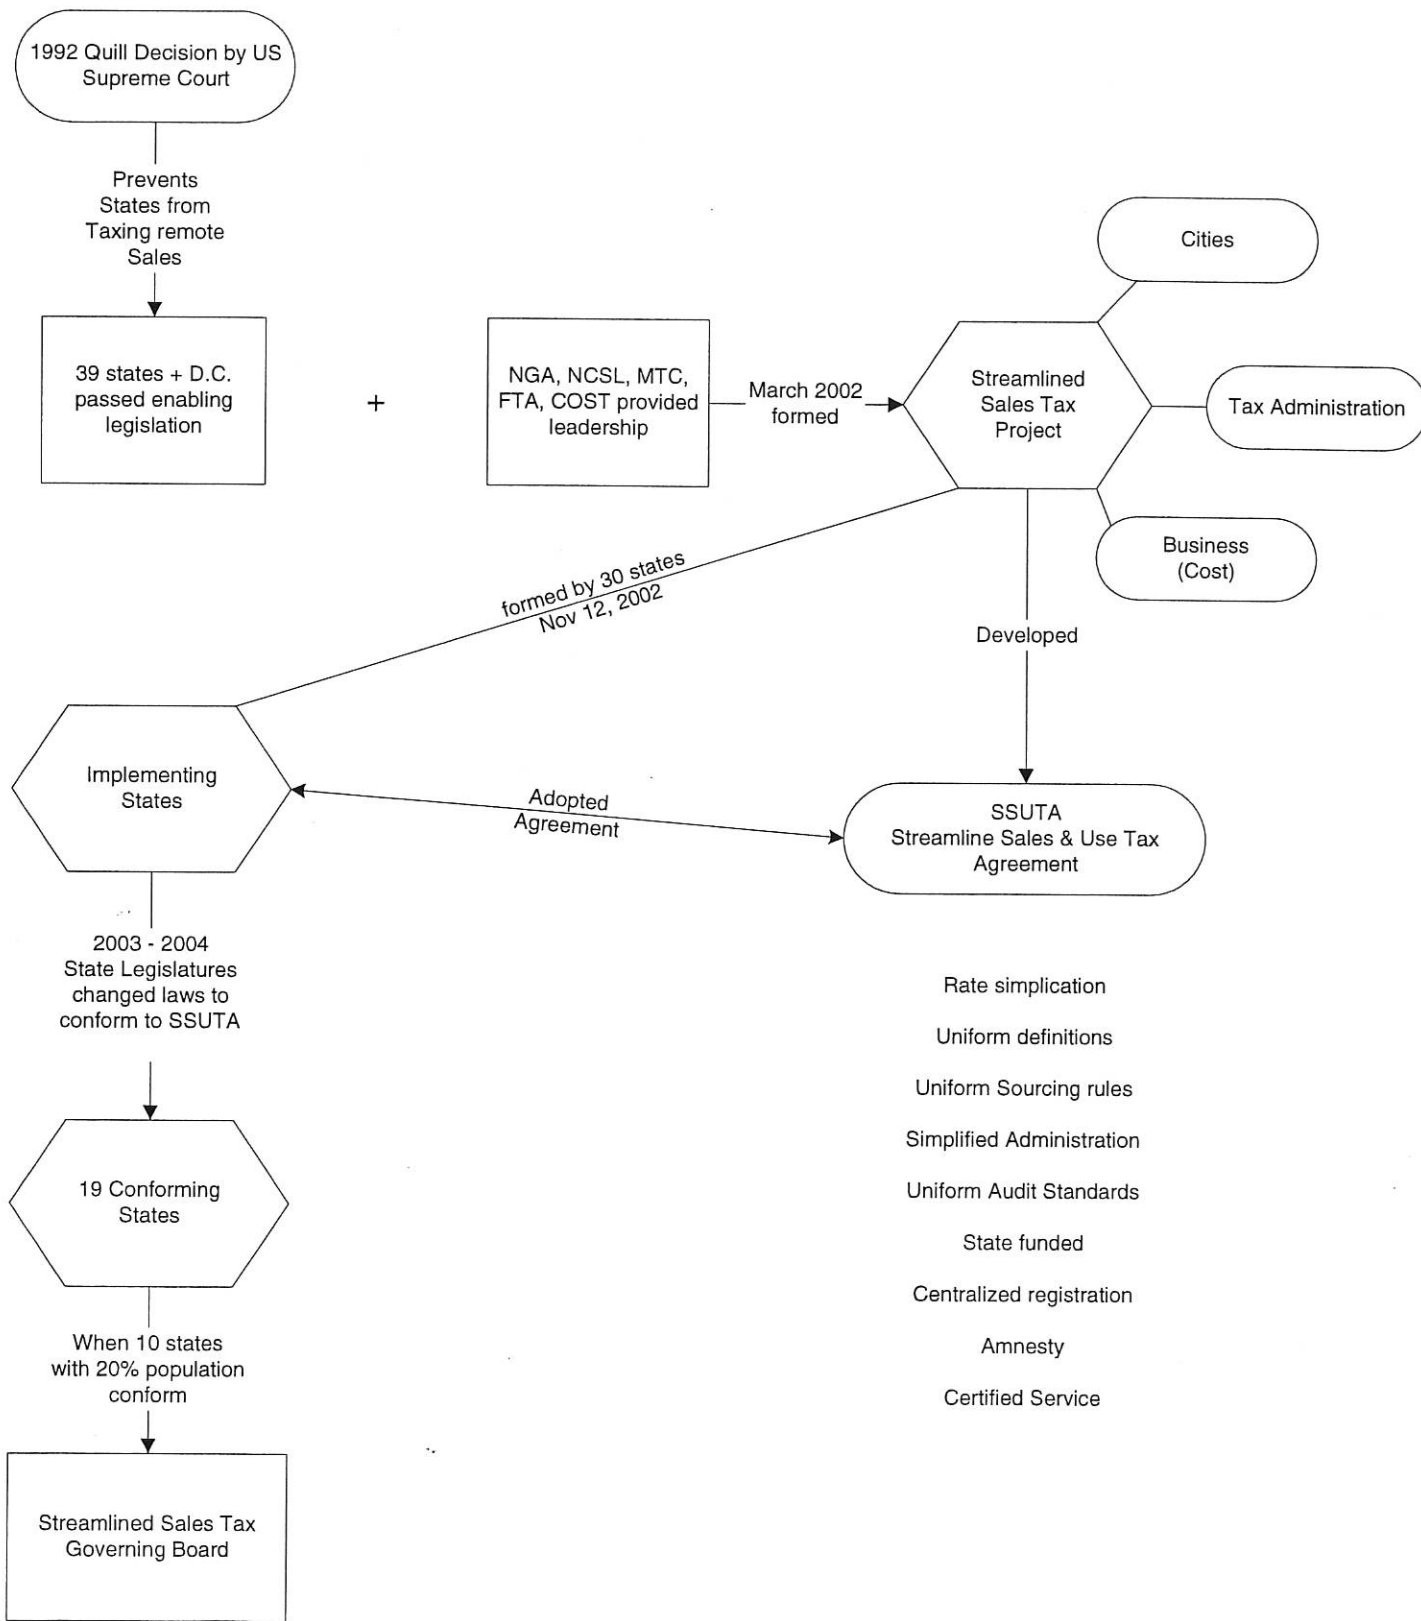 1992 Quill Decision by US
Supreme Court
Prevents
States from
Taxing remote
Sales
39 states + D.C.
passed enabling
legislation
+
NGA, NCSL, MTC,
FTA, COST provided
leadership
March 2002
formed
Streamlined
Sales Tax
Project
Cities
Tax Administration
Business
(Cost)
formed by 30 states
Nov 12, 2002
Developed
Implementing
States
Adopted
Agreement
SSUTA
Streamline Sales & Use Tax
Agreement
2003 - 2004
State Legislatures
changed laws to
conform to SSUTA
19 Conforming
States
When 10 states
with 20% population
conform
Streamlined Sales Tax
Governing Board
Rate simplication
Uniform definitions
Uniform Sourcing rules
Simplified Administration
Uniform Audit Standards
State funded
Centralized registration
Amnesty
Certified Service